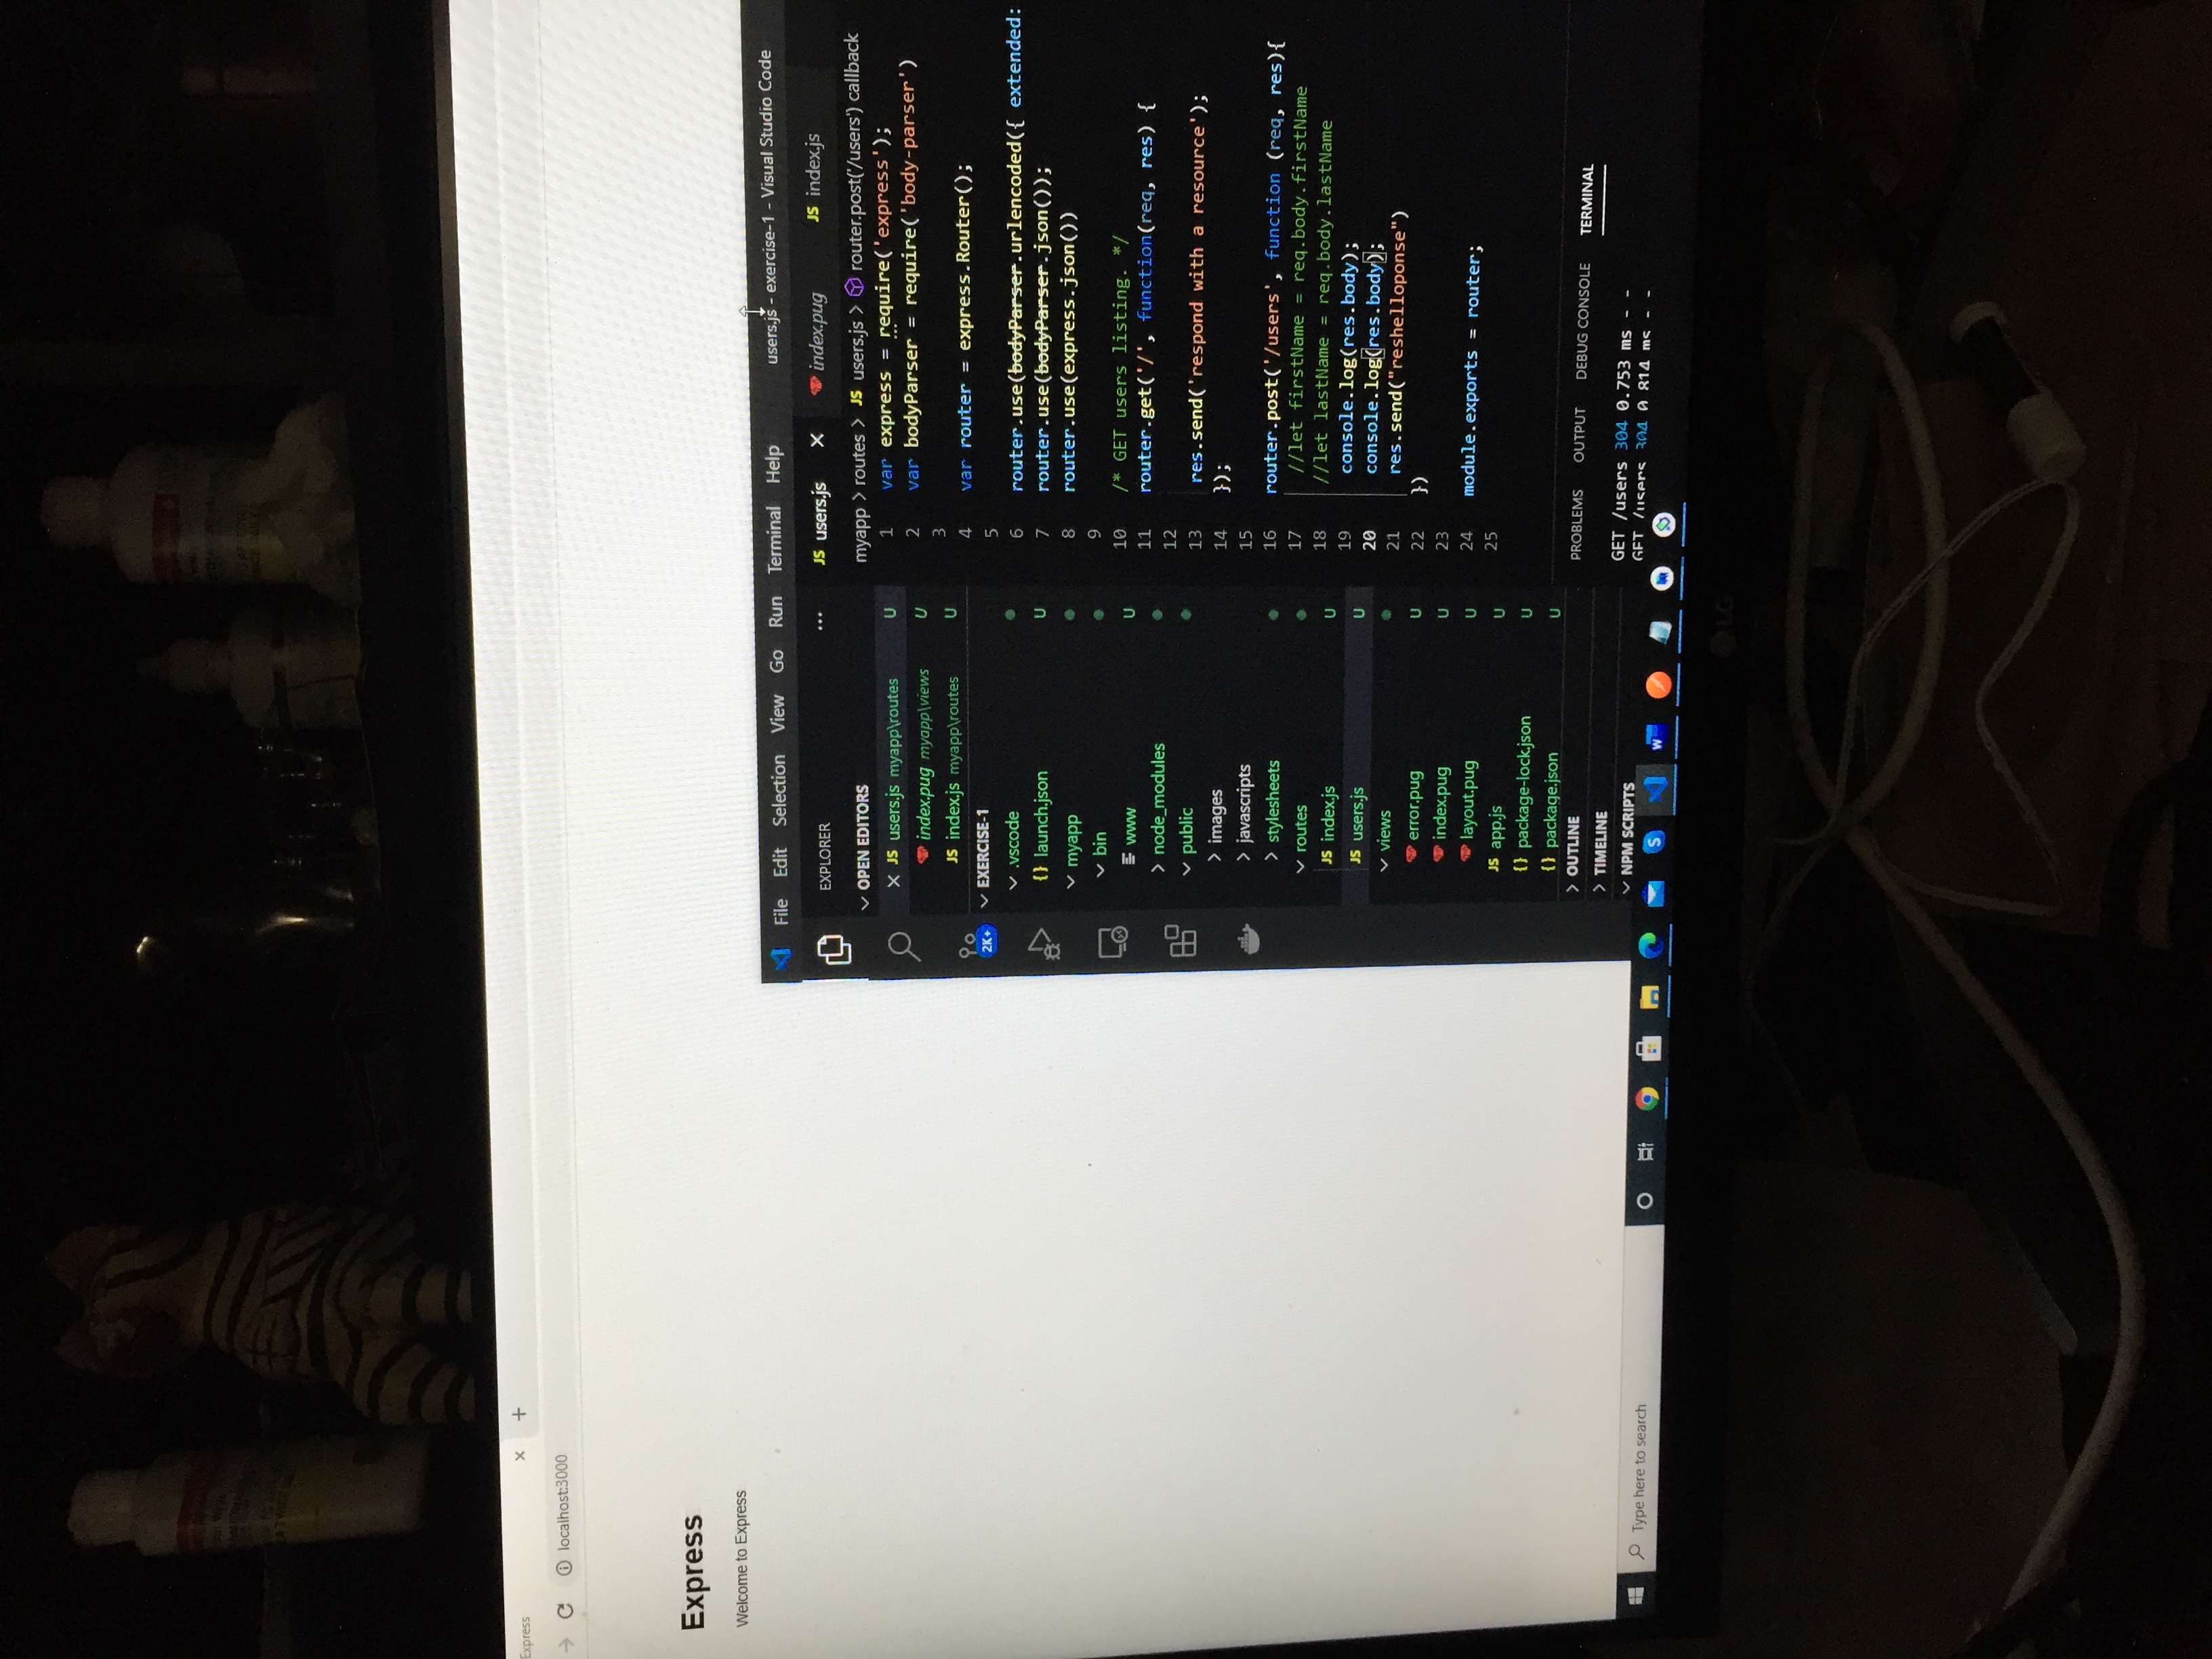 Express
localhost:3000
Express
Welcome to Express
File Edit Selection View Go Run Terminal Help users.js - exercise-1 - Visual Studio Code
EXPLORER
OPEN EDITORS
JS users.js myapp\routes U
index.pug myapp\views U
JS index.js myapp\routes U
EXERCISE-1
.vscode
{} launch.json U
myapp
bin
www U
node_modules
public
images
javascripts
stylesheets
routes
JS index.js U
JS users.js U
views
error.pug U
index.pug U
layout.pug U
JS app.js U
{} package-lock.json U
{} package.json U
OUTLINE
TIMELINE
NPM SCRIPTS
2K+
JS users.js index.pug JS index.js
myapp > routes > JS users.js > router.post('/users') callback
1 var express = require('express');
2 var bodyParser = require('body-parser')
3
4 var router = express.Router();
5
6 router.use(bodyParser.urlencoded({ extended:
7 router.use(bodyParser.json());
8 router.use(express.json())
9
10 /* GET users listing. */
11 router.get('/', function(req, res) {
12
13 res.send('respond with a resource');
14 });
15
16 router.post('/users', function (req, res){
17 //let firstName = req.body.firstName
18 //let lastName = req.body.lastName
19 console.log(res.body);
20 console.log(res.body);
21 res.send("reshelloponse")
22 })
23
24 module.exports = router;
25
PROBLEMS OUTPUT DEBUG CONSOLE TERMINAL
GET /users 304 0.753 ms - -
GET /users 304 0.814 ms - -
Type here to search
LG